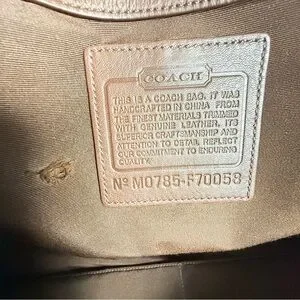 COACH
THIS IS A COACH BAG. IT WAS
HANDCRAFTED IN CHINA FROM
THE FINEST MATERIALS TRIMMED
WITH GENUINE LEATHER. ITS
SUPERIOR CRAFTSMANSHIP AND
ATTENTION TO DETAIL REFLECT
OUR COMMITMENT TO ENDURING
QUALITY.
Nº M0785-F70058